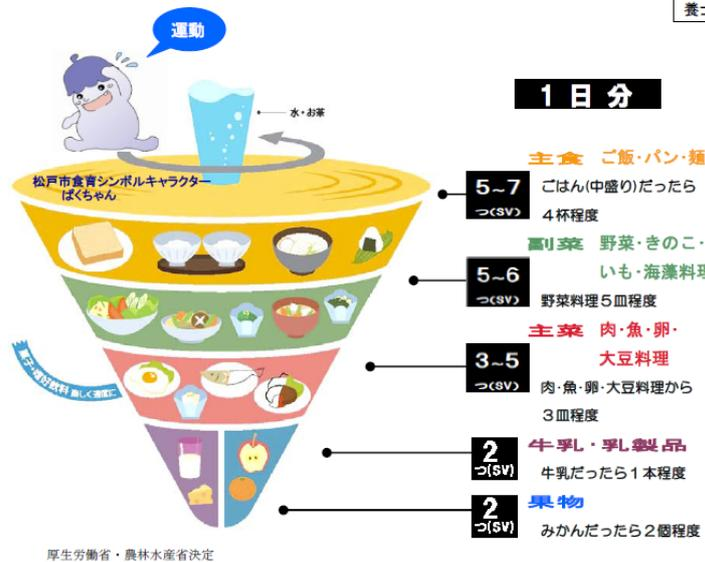 養
運動
1日分
水・お茶
松戸市食育シンボルキャラクター
ぱくちゃん
主食 ご飯・パン・麺
5~7
つ(SV)
ごはん(中盛り)だったら
4杯程度
副菜 野菜・きのこ・
いも・海藻料理
5~6
つ(SV)
野菜料理5皿程度
主菜 肉・魚・卵・
大豆料理
3~5
つ(SV)
肉・魚・卵・大豆料理から
3皿程度
菓子・嗜好飲料 楽しく適度に
牛乳・乳製品
2
つ(SV)
牛乳だったら1本程度
果物
2
つ(SV)
みかんだったら2個程度
厚生労働省・農林水産省決定